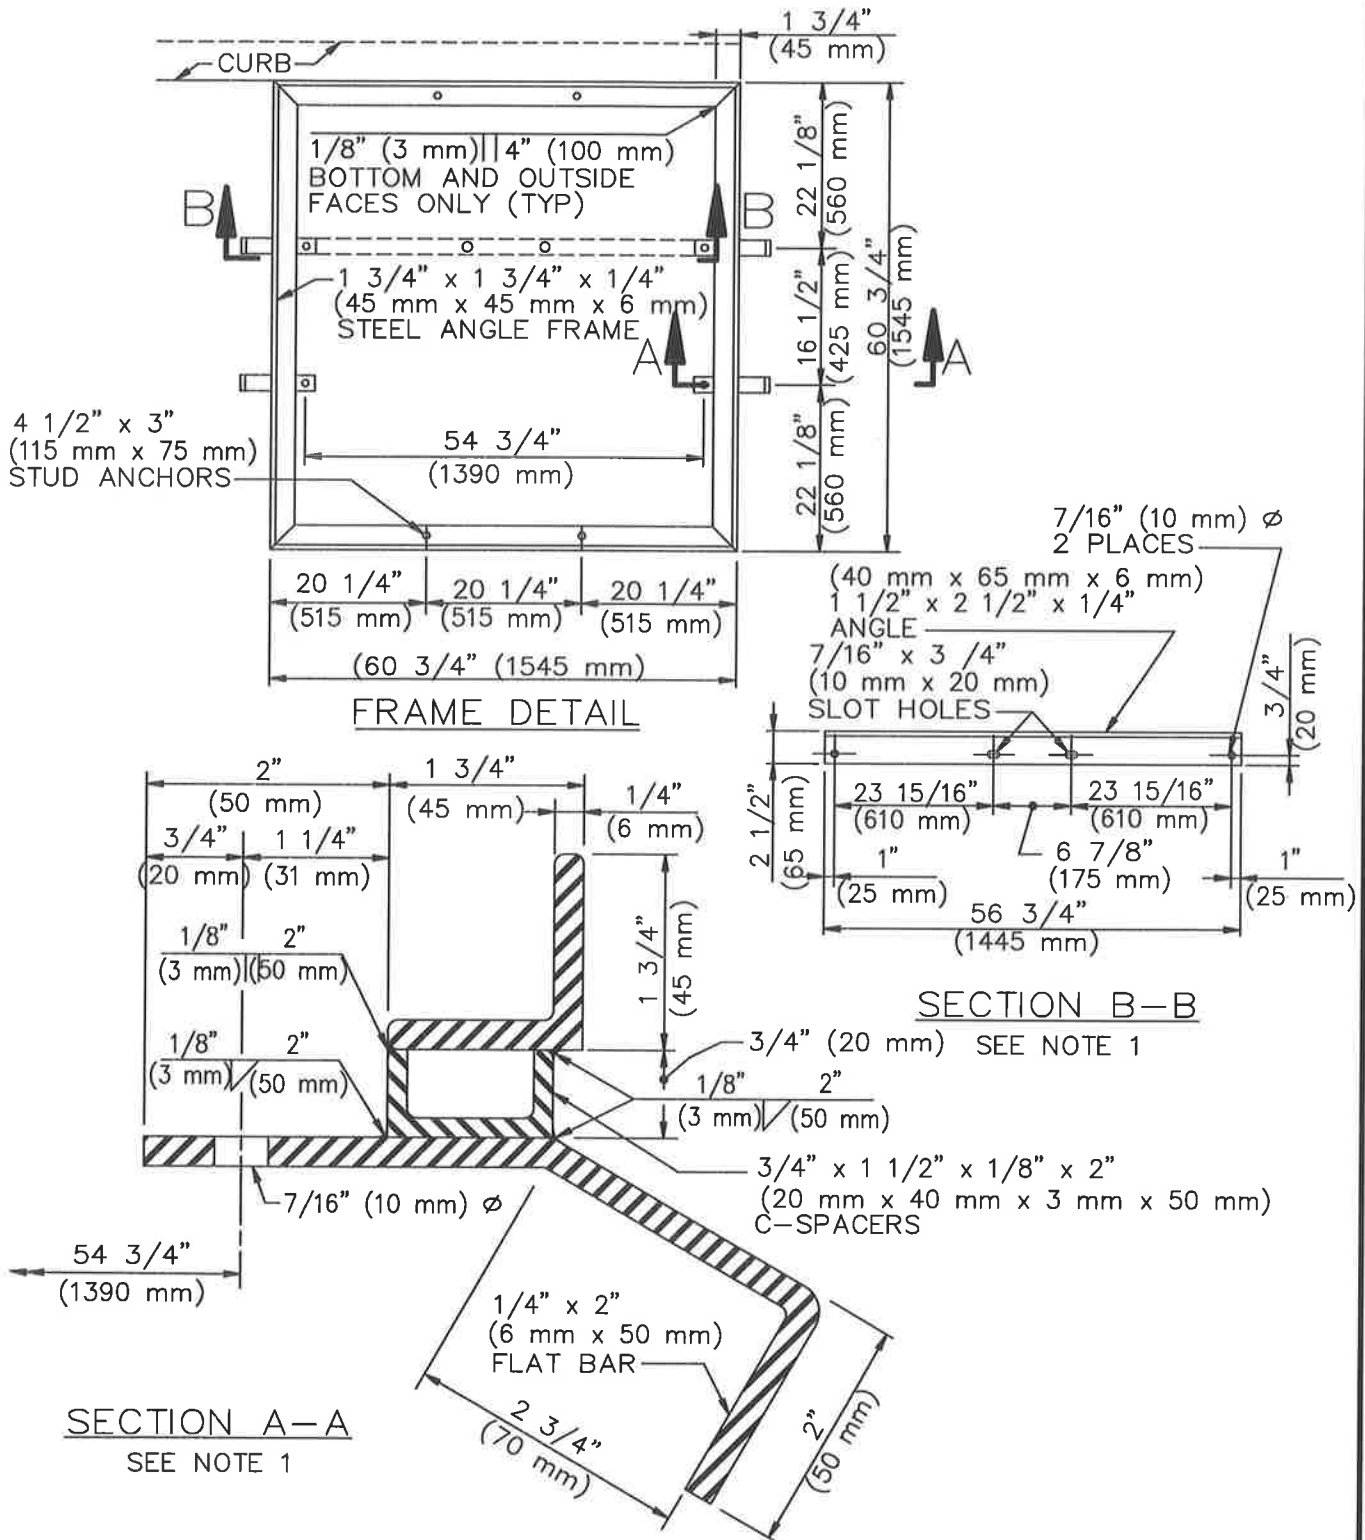 1 3/4"
(45 mm)
CURB
1/8" (3 mm) 4" (100 mm)
BOTTOM AND OUTSIDE
FACES ONLY (TYP)
22 1/8"
(560 mm)
B
B
1 3/4" x 1 3/4" x 1/4"
(45 mm x 45 mm x 6 mm)
STEEL ANGLE FRAME
16 1/2"
(425 mm)
60 3/4"
(1545 mm)
A
A
4 1/2" x 3"
(115 mm x 75 mm)
STUD ANCHORS
54 3/4"
(1390 mm)
22 1/8"
(560 mm)
20 1/4"
(515 mm)
20 1/4"
(515 mm)
20 1/4"
(515 mm)
(60 3/4" (1545 mm)
FRAME DETAIL
7/16" (10 mm) Ø
2 PLACES
(40 mm x 65 mm x 6 mm)
1 1/2" x 2 1/2" x 1/4"
ANGLE
7/16" x 3 /4"
(10 mm x 20 mm)
SLOT HOLES
3/4"
(20 mm)
2 1/2"
(65 mm)
23 15/16"
(610 mm)
23 15/16"
(610 mm)
6 7/8"
(175 mm)
1"
(25 mm)
1"
(25 mm)
56 3/4"
(1445 mm)
SECTION B-B
SEE NOTE 1
2"
(50 mm)
1 3/4"
(45 mm)
1/4"
(6 mm)
3/4"
(20 mm)
1 1/4"
(31 mm)
1/8" 2"
(3 mm) (50 mm)
1 3/4"
(45 mm)
1/8" 2"
(3 mm) (50 mm)
3/4" (20 mm)
1/8" 2"
(3 mm) (50 mm)
3/4" x 1 1/2" x 1/8" x 2"
(20 mm x 40 mm x 3 mm x 50 mm)
C-SPACERS
7/16" (10 mm) Ø
54 3/4"
(1390 mm)
1/4" x 2"
(6 mm x 50 mm)
FLAT BAR
2 3/4"
(70 mm)
2"
(50 mm)
SECTION A-A
SEE NOTE 1